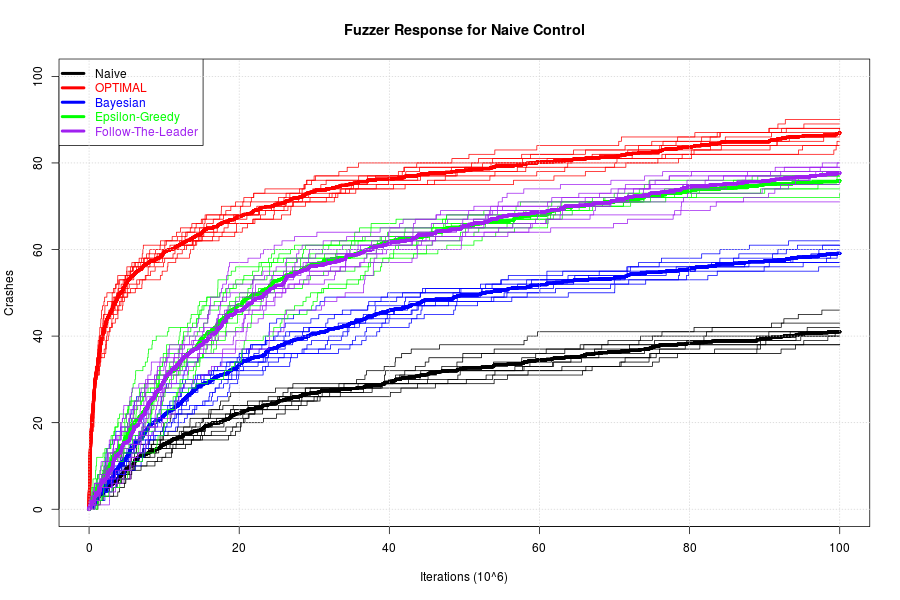 Fuzzer Response for Naive Control
Naive
OPTIMAL
Bayesian
Epsilon-Greedy
Follow-The-Leader
Crashes
100
80
60
40
20
0
0 20 40 60 80 100
Iterations (10^6)